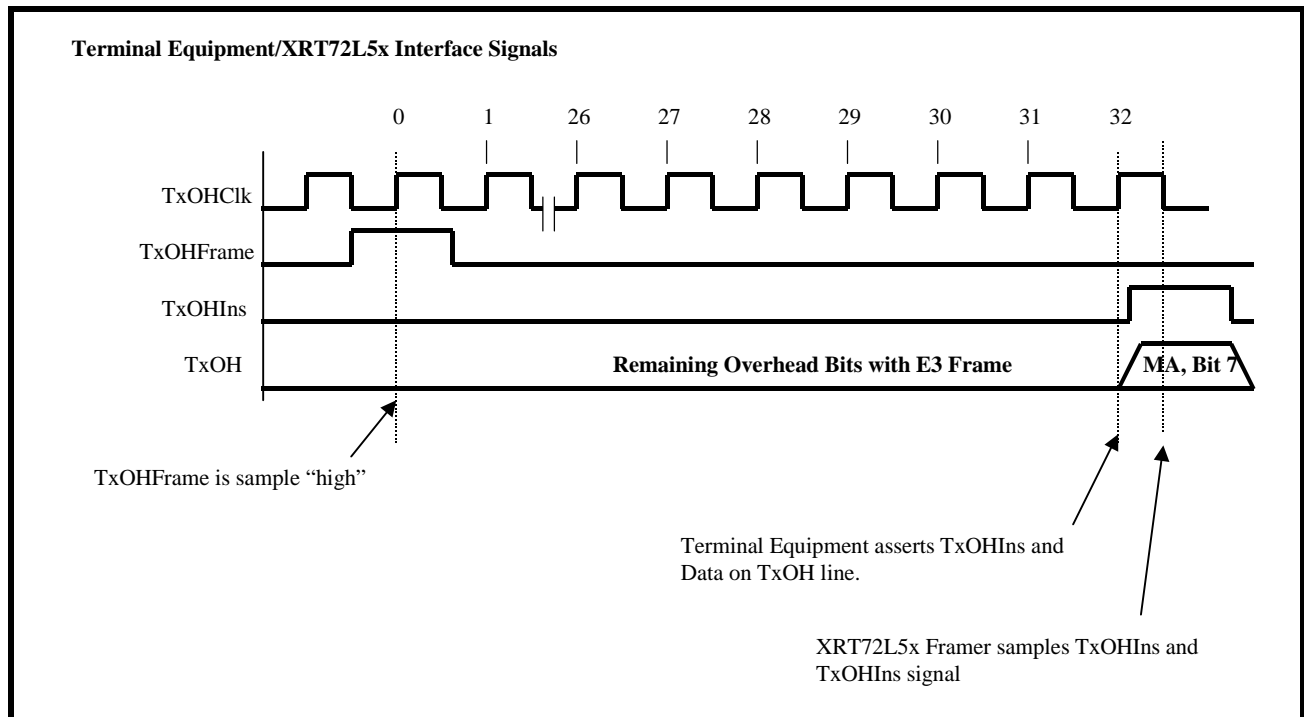 Terminal Equipment/XRT72L5x Interface Signals
0 1 26 27 28 29 30 31 32
TxOHClk
TxOHFrame
TxOHIns
TxOH Remaining Overhead Bits with E3 Frame MA, Bit 7
TxOHFrame is sample “high”
Terminal Equipment asserts TxOHIns and
Data on TxOH line.
XRT72L5x Framer samples TxOHIns and
TxOHIns signal